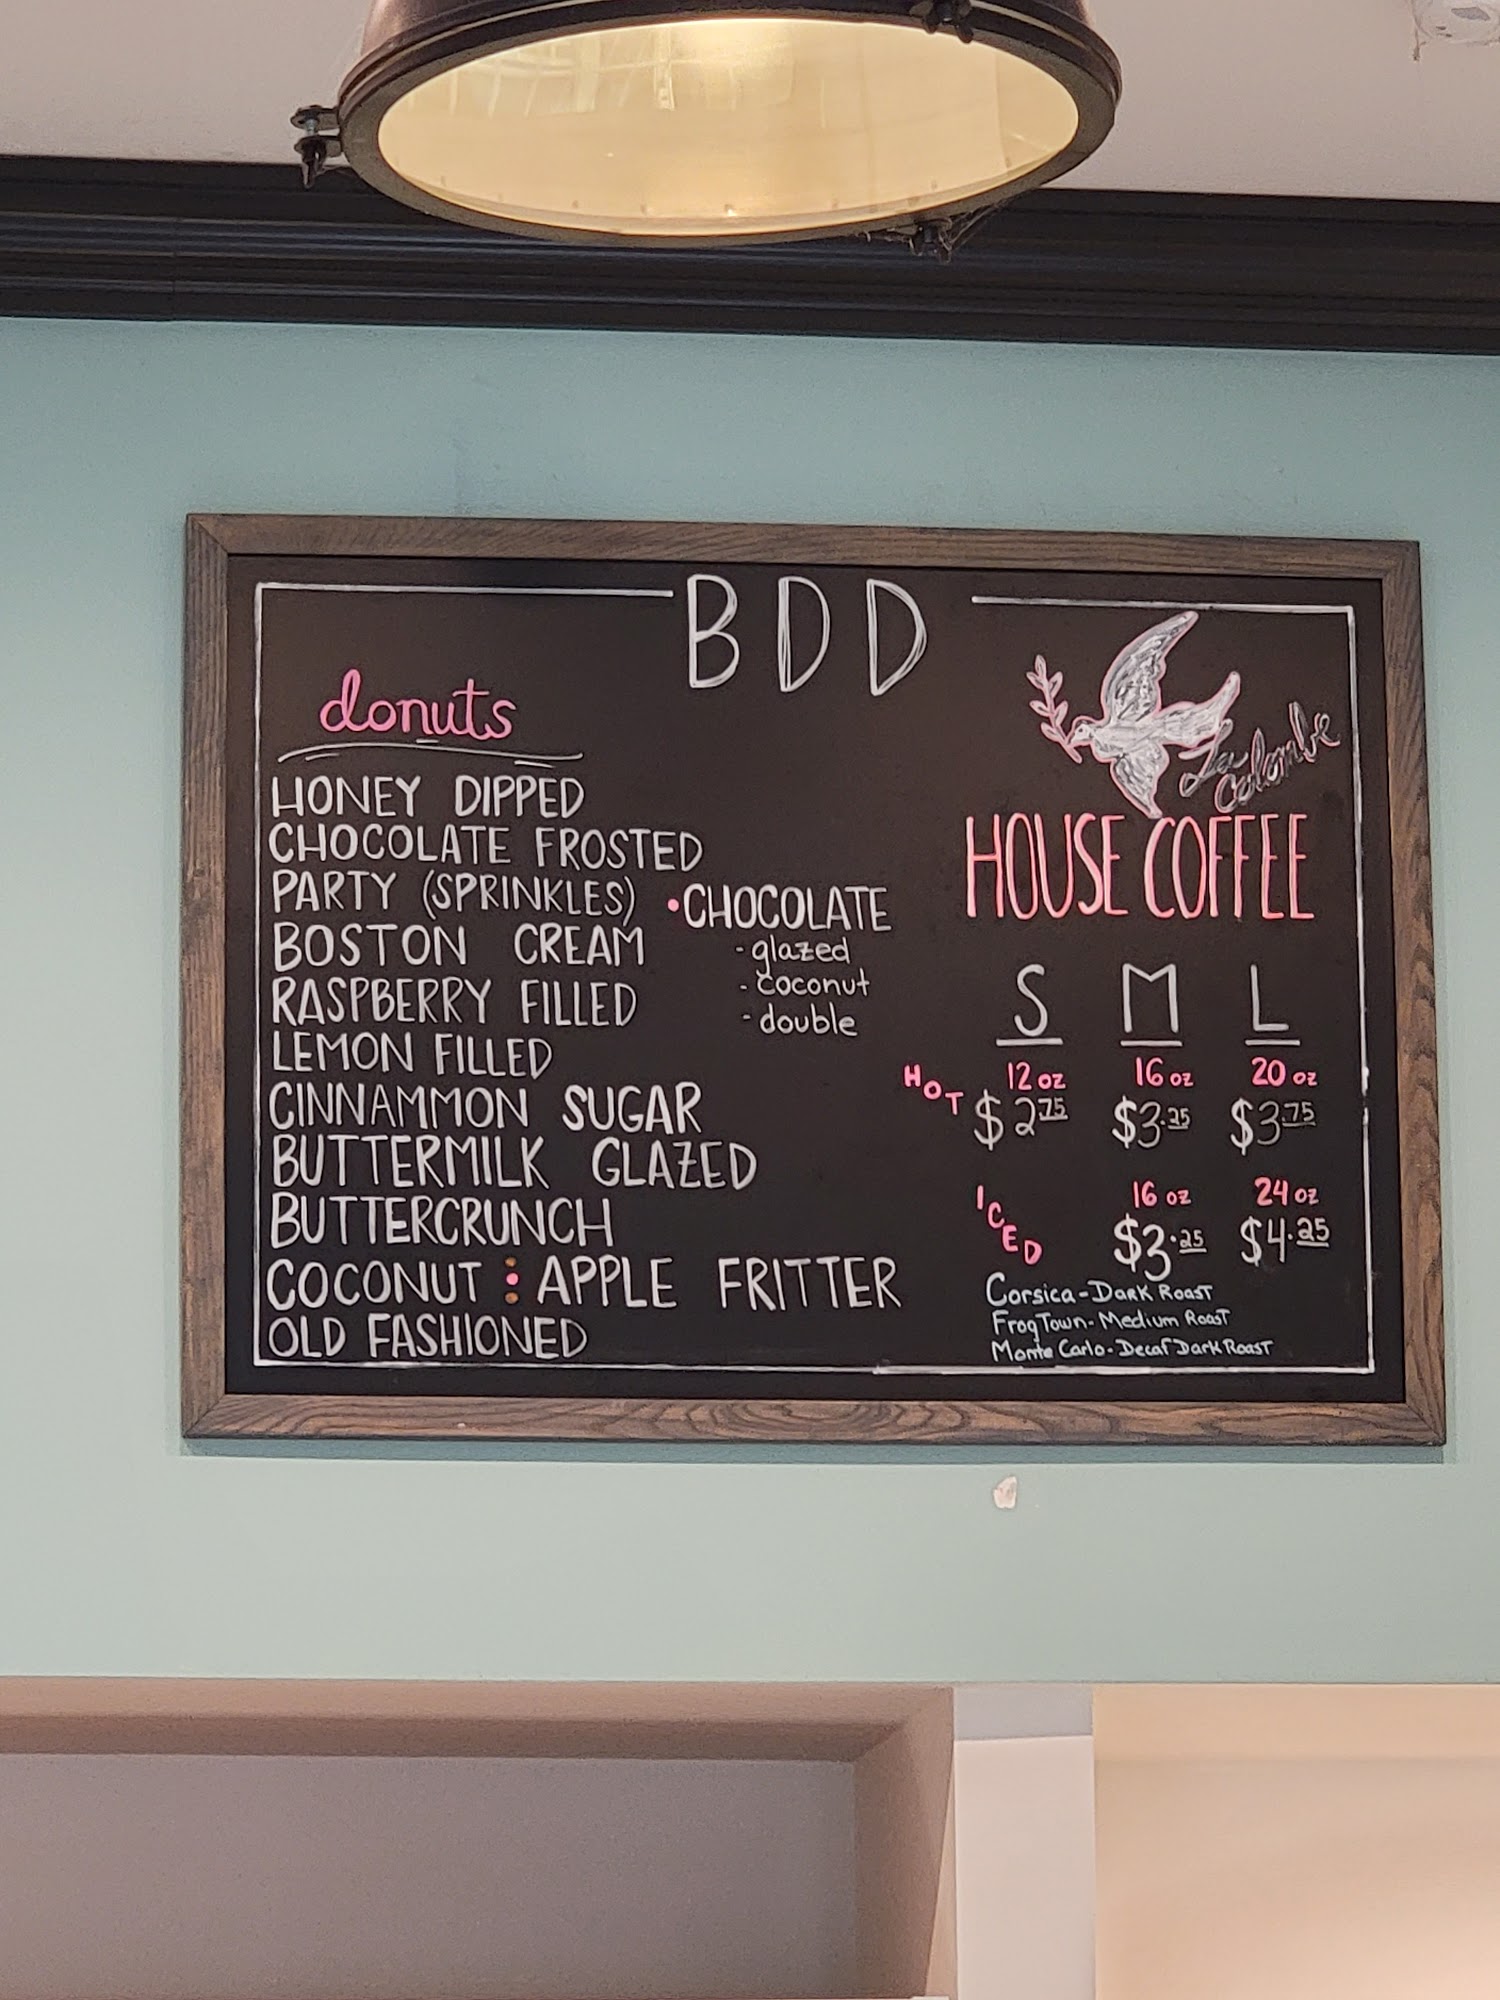 BDD
donuts
HONEY DIPPED
CHOCOLATE FROSTED
PARTY (SPRINKLES)
BOSTON CREAM
RASPBERRY FILLED
LEMON FILLED
CINNAMMON SUGAR
BUTTERMILK GLAZED
BUTTERCRUNCH
COCONUT : APPLE FRITTER
OLD FASHIONED
•CHOCOLATE
- glazed
- coconut
- double
La
Colombe
HOUSE COFFEE
S M L
HOT 12 oz 16 oz 20 oz
$2.75 $3.25 $3.75
ICED 16 oz 24 oz
$3.25 $4.25
Corsica - Dark Roast
FrogTown - Medium Roast
Monte Carlo - Decaf Dark Roast